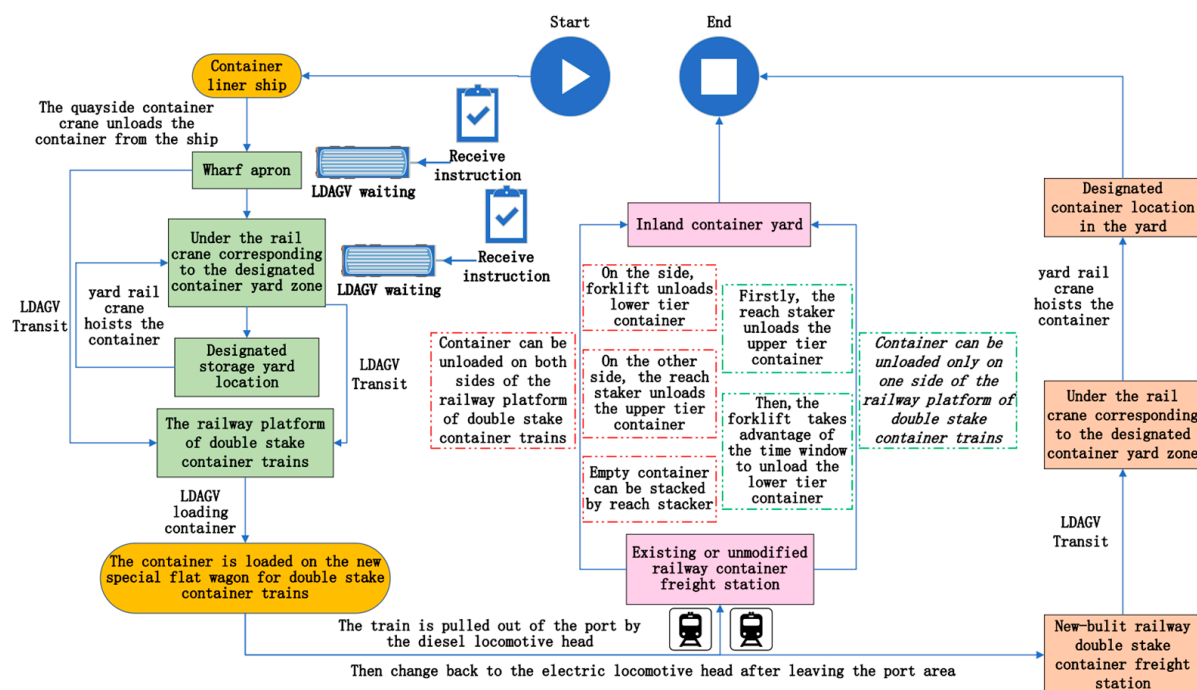 Start
End
Container
liner ship
The quayside container
crane unloads the
container from the ship
Wharf apron
LDAGV waiting
Receive
instruction
Under the rail
crane corresponding
to the designated
container yard zone
LDAGV waiting
Receive
instruction
LDAGV
Transit
yard rail
crane
hoists the
container
Designated
storage yard
location
LDAGV
Transit
The railway platform
of double stake
container trains
LDAGV
loading
container
The container is loaded on the new
special flat wagon for double stake
container trains
The train is pulled out of the port by
the diesel locomotive head
Then change back to the electric locomotive head after leaving the port area
Inland container yard
Container can be
unloaded on both
sides of the
railway platform
of double stake
container trains
On the side,
forklift unloads
lower tier
container
On the other
side, the reach
staker unloads
the upper tier
container
Empty container
can be stacked
by reach stacker
Firstly, the
reach staker
unloads the
upper tier
container
Then, the
forklift takes
advantage of
the time window
to unload the
lower tier
container
Container can be
unloaded only on
one side of the
railway platform of
double stake
container trains
Existing or unmodified
railway container
freight station
Designated
container location
in the yard
yard rail
crane
hoists the
container
Under the rail
crane corresponding
to the designated
container yard zone
LDAGV
Transit
New-bulit railway
double stake
container freight
station